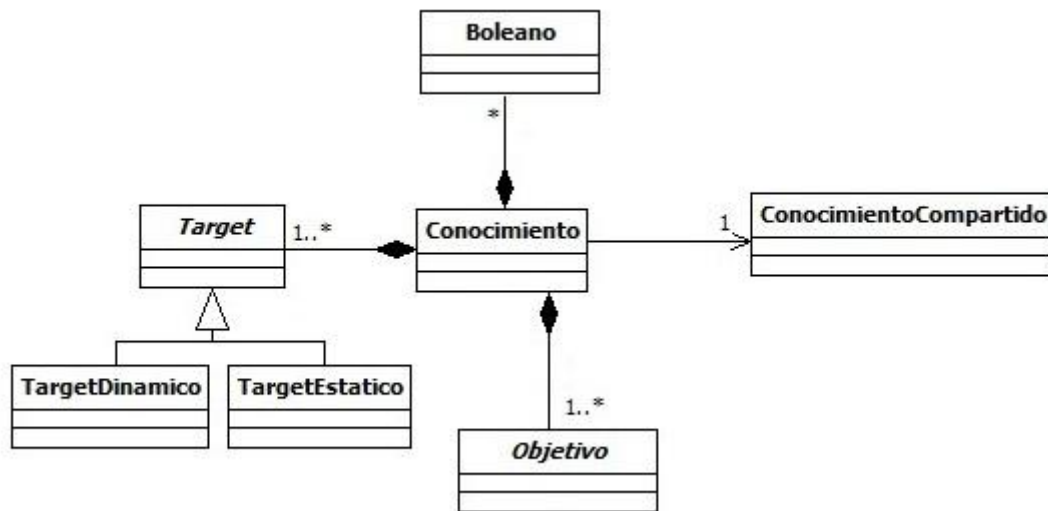 Boleano
*
Target
1..*
Conocimiento
1
ConocimientoCompartido
TargetDinamico
TargetEstatico
1..*
Objetivo